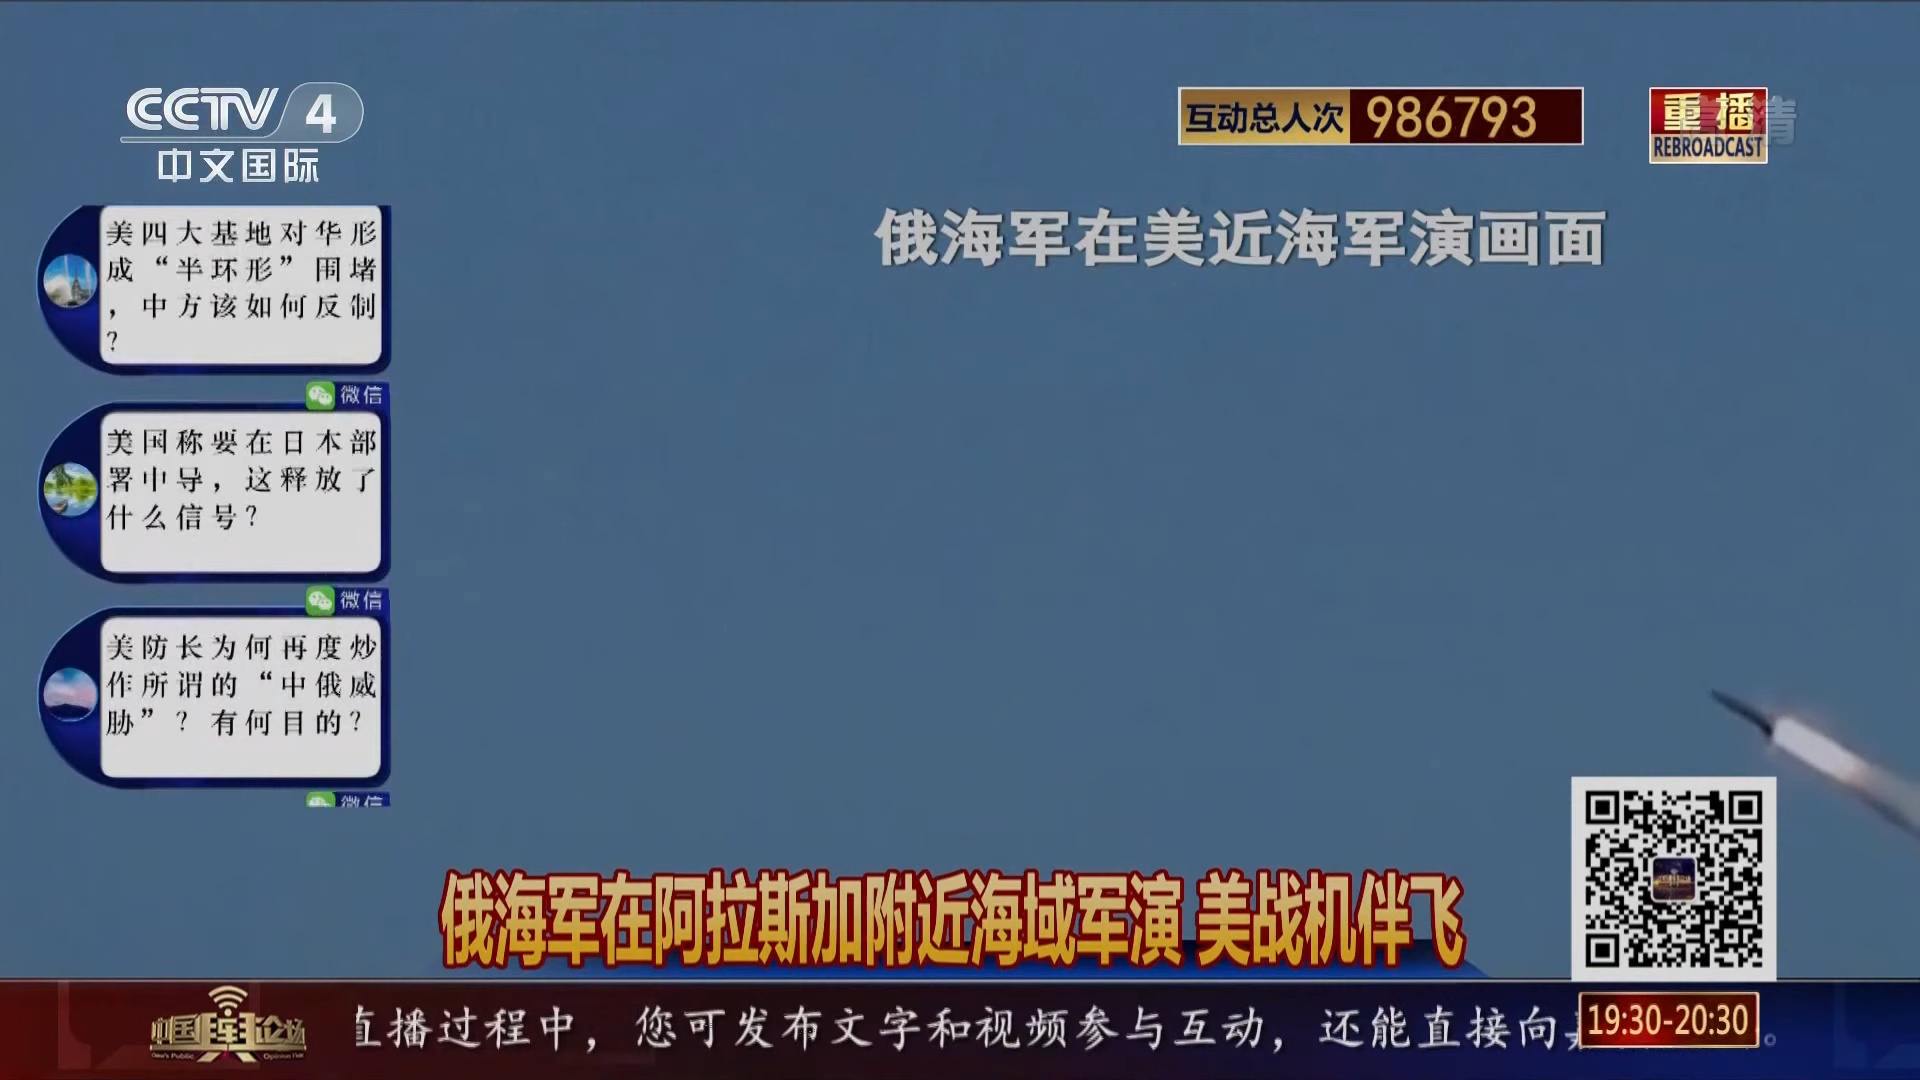 CCTV 4
中文国际
互动总人次 986793
重播
REBROADCAST
俄海军在美近海军演画面
美四大基地对华形
成“半环形”围堵
，中方该如何反制
？
微信
美国称要在日本部
署中导，这释放了
什么信号？
微信
美防长为何再度炒
作所谓的“中俄威
胁”？有何目的？
微信
俄海军在阿拉斯加附近海域军演 美战机伴飞
中国舆论场
直播过程中，您可发布文字和视频参与互动，还能直接向
19:30-20:30